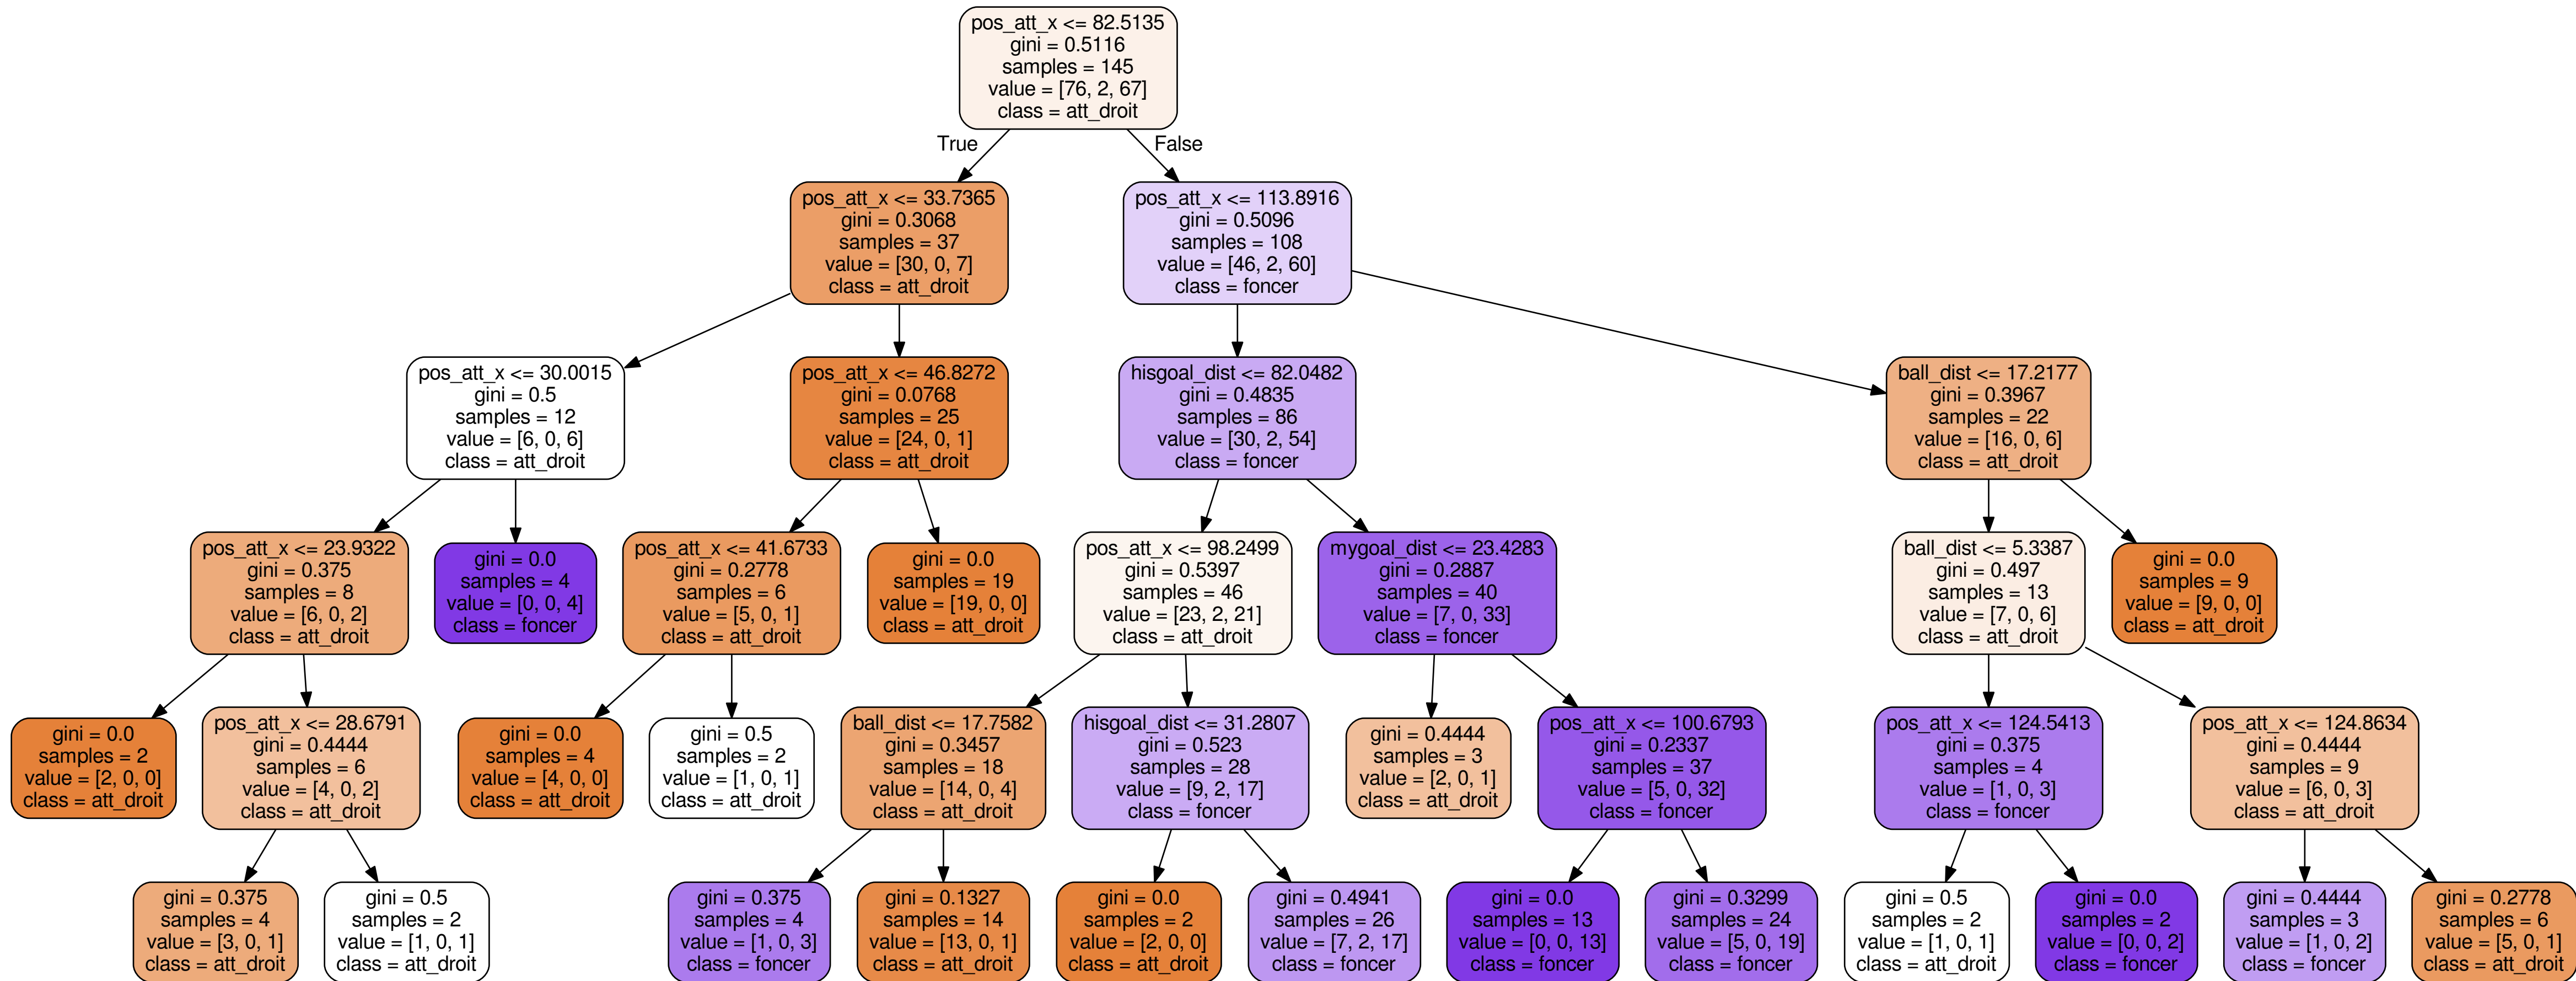 pos_att_x <= 82.5135
gini = 0.5116
samples = 145
value = [76, 2, 67]
class = att_droit
True
False
pos_att_x <= 33.7365
gini = 0.3068
samples = 37
value = [30, 0, 7]
class = att_droit
pos_att_x <= 113.8916
gini = 0.5096
samples = 108
value = [46, 2, 60]
class = foncer
pos_att_x <= 30.0015
gini = 0.5
samples = 12
value = [6, 0, 6]
class = att_droit
pos_att_x <= 46.8272
gini = 0.0768
samples = 25
value = [24, 0, 1]
class = att_droit
hisgoal_dist <= 82.0482
gini = 0.4835
samples = 86
value = [30, 2, 54]
class = foncer
ball_dist <= 17.2177
gini = 0.3967
samples = 22
value = [16, 0, 6]
class = att_droit
pos_att_x <= 23.9322
gini = 0.375
samples = 8
value = [6, 0, 2]
class = att_droit
gini = 0.0
samples = 4
value = [0, 0, 4]
class = foncer
pos_att_x <= 41.6733
gini = 0.2778
samples = 6
value = [5, 0, 1]
class = att_droit
gini = 0.0
samples = 19
value = [19, 0, 0]
class = att_droit
pos_att_x <= 98.2499
gini = 0.5397
samples = 46
value = [23, 2, 21]
class = att_droit
mygoal_dist <= 23.4283
gini = 0.2887
samples = 40
value = [7, 0, 33]
class = foncer
ball_dist <= 5.3387
gini = 0.497
samples = 13
value = [7, 0, 6]
class = att_droit
gini = 0.0
samples = 9
value = [9, 0, 0]
class = att_droit
gini = 0.0
samples = 2
value = [2, 0, 0]
class = att_droit
pos_att_x <= 28.6791
gini = 0.4444
samples = 6
value = [4, 0, 2]
class = att_droit
gini = 0.0
samples = 4
value = [4, 0, 0]
class = att_droit
gini = 0.5
samples = 2
value = [1, 0, 1]
class = att_droit
ball_dist <= 17.7582
gini = 0.3457
samples = 18
value = [14, 0, 4]
class = att_droit
hisgoal_dist <= 31.2807
gini = 0.523
samples = 28
value = [9, 2, 17]
class = foncer
gini = 0.4444
samples = 3
value = [2, 0, 1]
class = att_droit
pos_att_x <= 100.6793
gini = 0.2337
samples = 37
value = [5, 0, 32]
class = foncer
pos_att_x <= 124.5413
gini = 0.375
samples = 4
value = [1, 0, 3]
class = foncer
pos_att_x <= 124.8634
gini = 0.4444
samples = 9
value = [6, 0, 3]
class = att_droit
gini = 0.375
samples = 4
value = [3, 0, 1]
class = att_droit
gini = 0.5
samples = 2
value = [1, 0, 1]
class = att_droit
gini = 0.375
samples = 4
value = [1, 0, 3]
class = foncer
gini = 0.1327
samples = 14
value = [13, 0, 1]
class = att_droit
gini = 0.0
samples = 2
value = [2, 0, 0]
class = att_droit
gini = 0.4941
samples = 26
value = [7, 2, 17]
class = foncer
gini = 0.0
samples = 13
value = [0, 0, 13]
class = foncer
gini = 0.3299
samples = 24
value = [5, 0, 19]
class = foncer
gini = 0.5
samples = 2
value = [1, 0, 1]
class = att_droit
gini = 0.0
samples = 2
value = [0, 0, 2]
class = foncer
gini = 0.4444
samples = 3
value = [1, 0, 2]
class = foncer
gini = 0.2778
samples = 6
value = [5, 0, 1]
class = att_droit